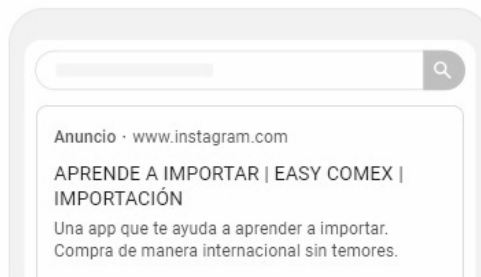 Anuncio · www.instagram.com
APRENDE A IMPORTAR | EASY COMEX |
IMPORTACIÓN
Una app que te ayuda a aprender a importar.
Compra de manera internacional sin temores.